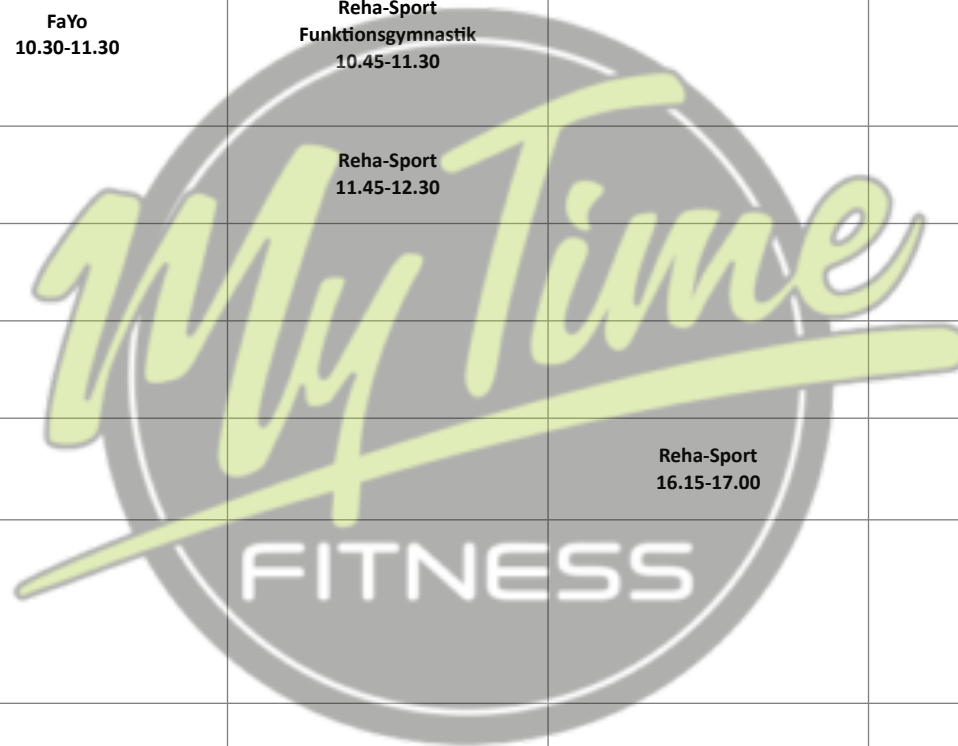 FaYo
10.30-11.30
Reha-Sport
Funktionsgymnastik
10.45-11.30
Reha-Sport
11.45-12.30
My Time
Reha-Sport
16.15-17.00
FITNESS